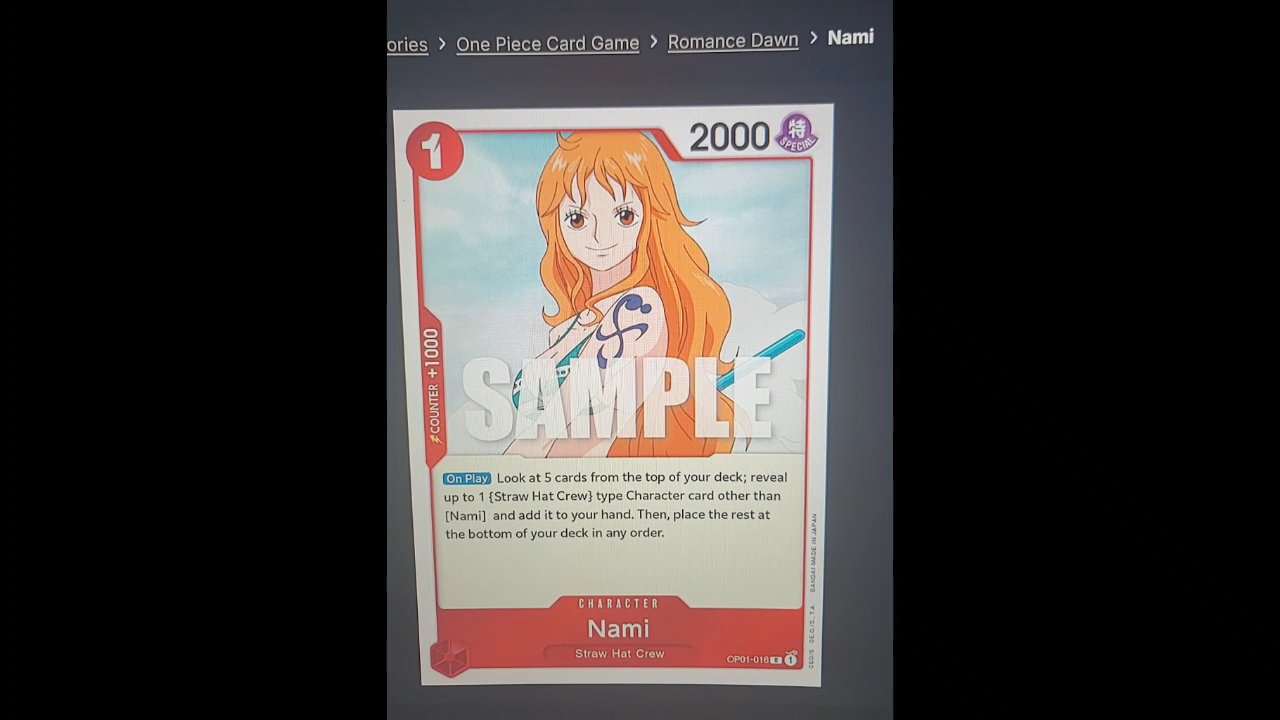 ories > One Piece Card Game > Romance Dawn > Nami
1
2000
特
SPECIAL
COUNTER +1000
SAMPLE
On Play Look at 5 cards from the top of your deck; reveal
up to 1 {Straw Hat Crew} type Character card other than
[Nami] and add it to your hand. Then, place the rest at
the bottom of your deck in any order.
CHARACTER
Nami
Straw Hat Crew
OP01-016 R 1
BANDAI MADE IN JAPAN